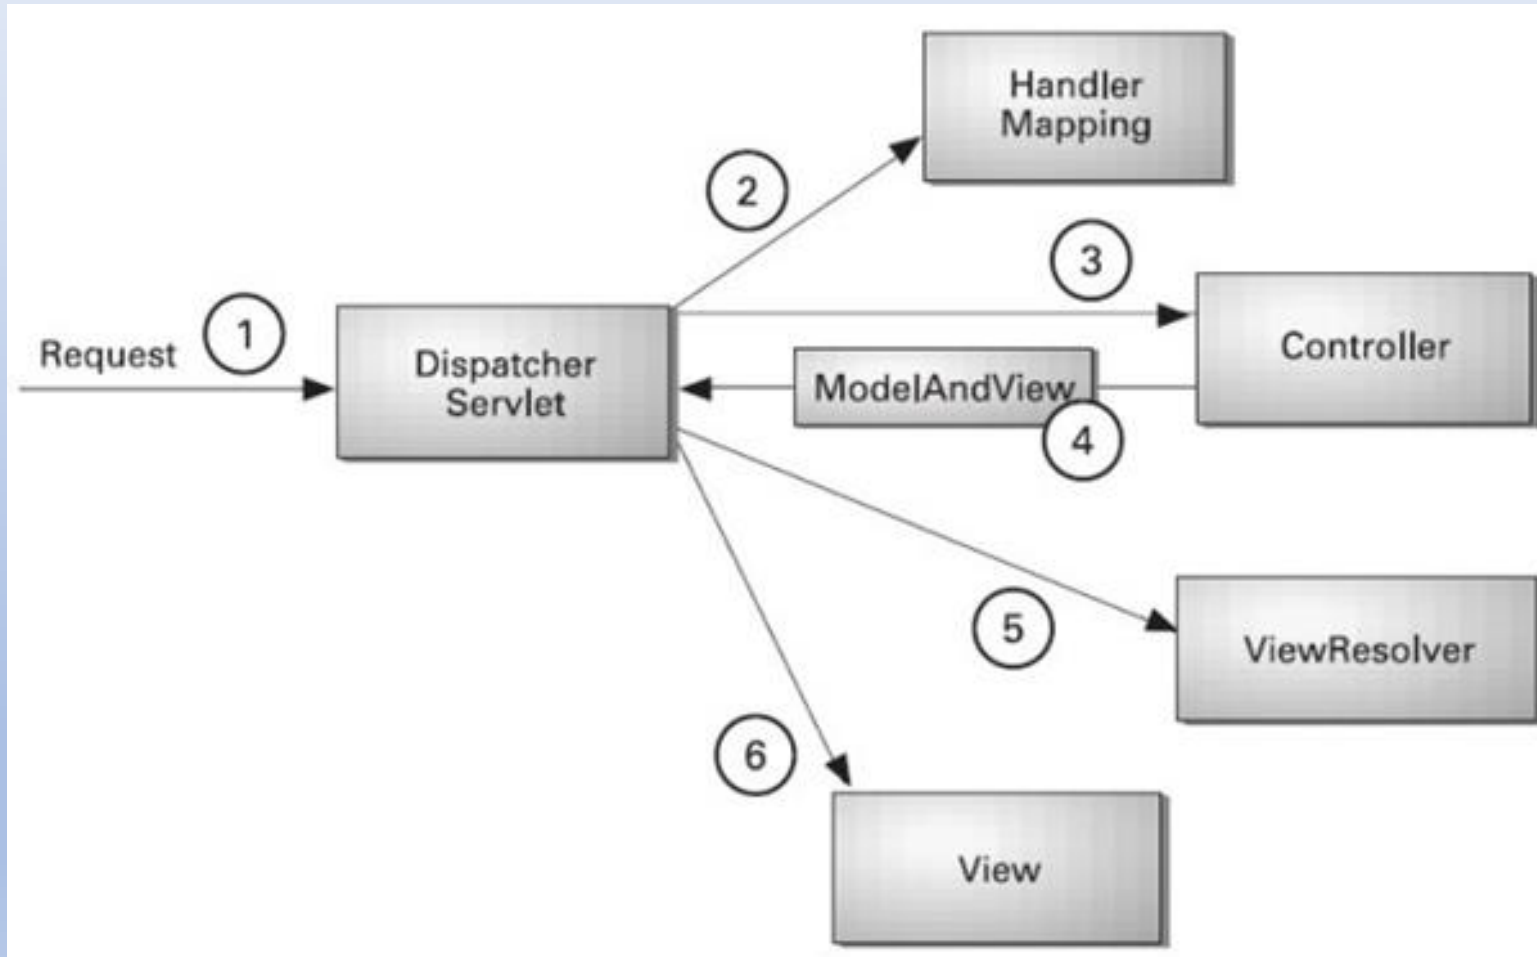 Handler
Mapping
2
3
1
Request
Dispatcher
Servlet
Controller
ModelAndView
4
5
ViewResolver
6
View